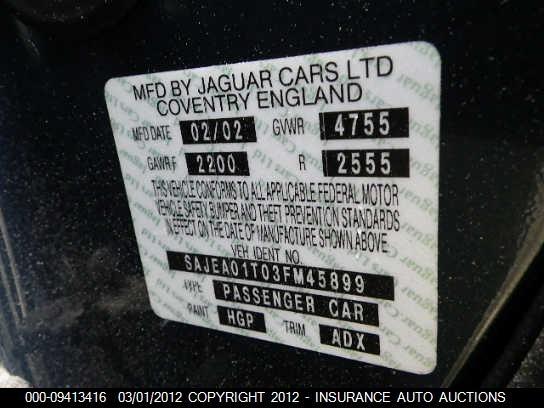 MFD BY JAGUAR CARS LTD
COVENTRY ENGLAND
MFD DATE 02/02 GVWR 4755
GAWR F 2200 R 2555
THIS VEHICLE CONFORMS TO ALL APPLICABLE FEDERAL MOTOR
VEHICLE SAFETY, BUMPER AND THEFT PREVENTION STANDARDS
IN EFFECT ON THE DATE OF MANUFACTURE SHOWN ABOVE.
VEH IDENT NO.
SAJEA01T03FM45899
TYPE PASSENGER CAR
PAINT HGP TRIM ADX
000-09413416 03/01/2012 COPYRIGHT 2012 - INSURANCE AUTO AUCTIONS